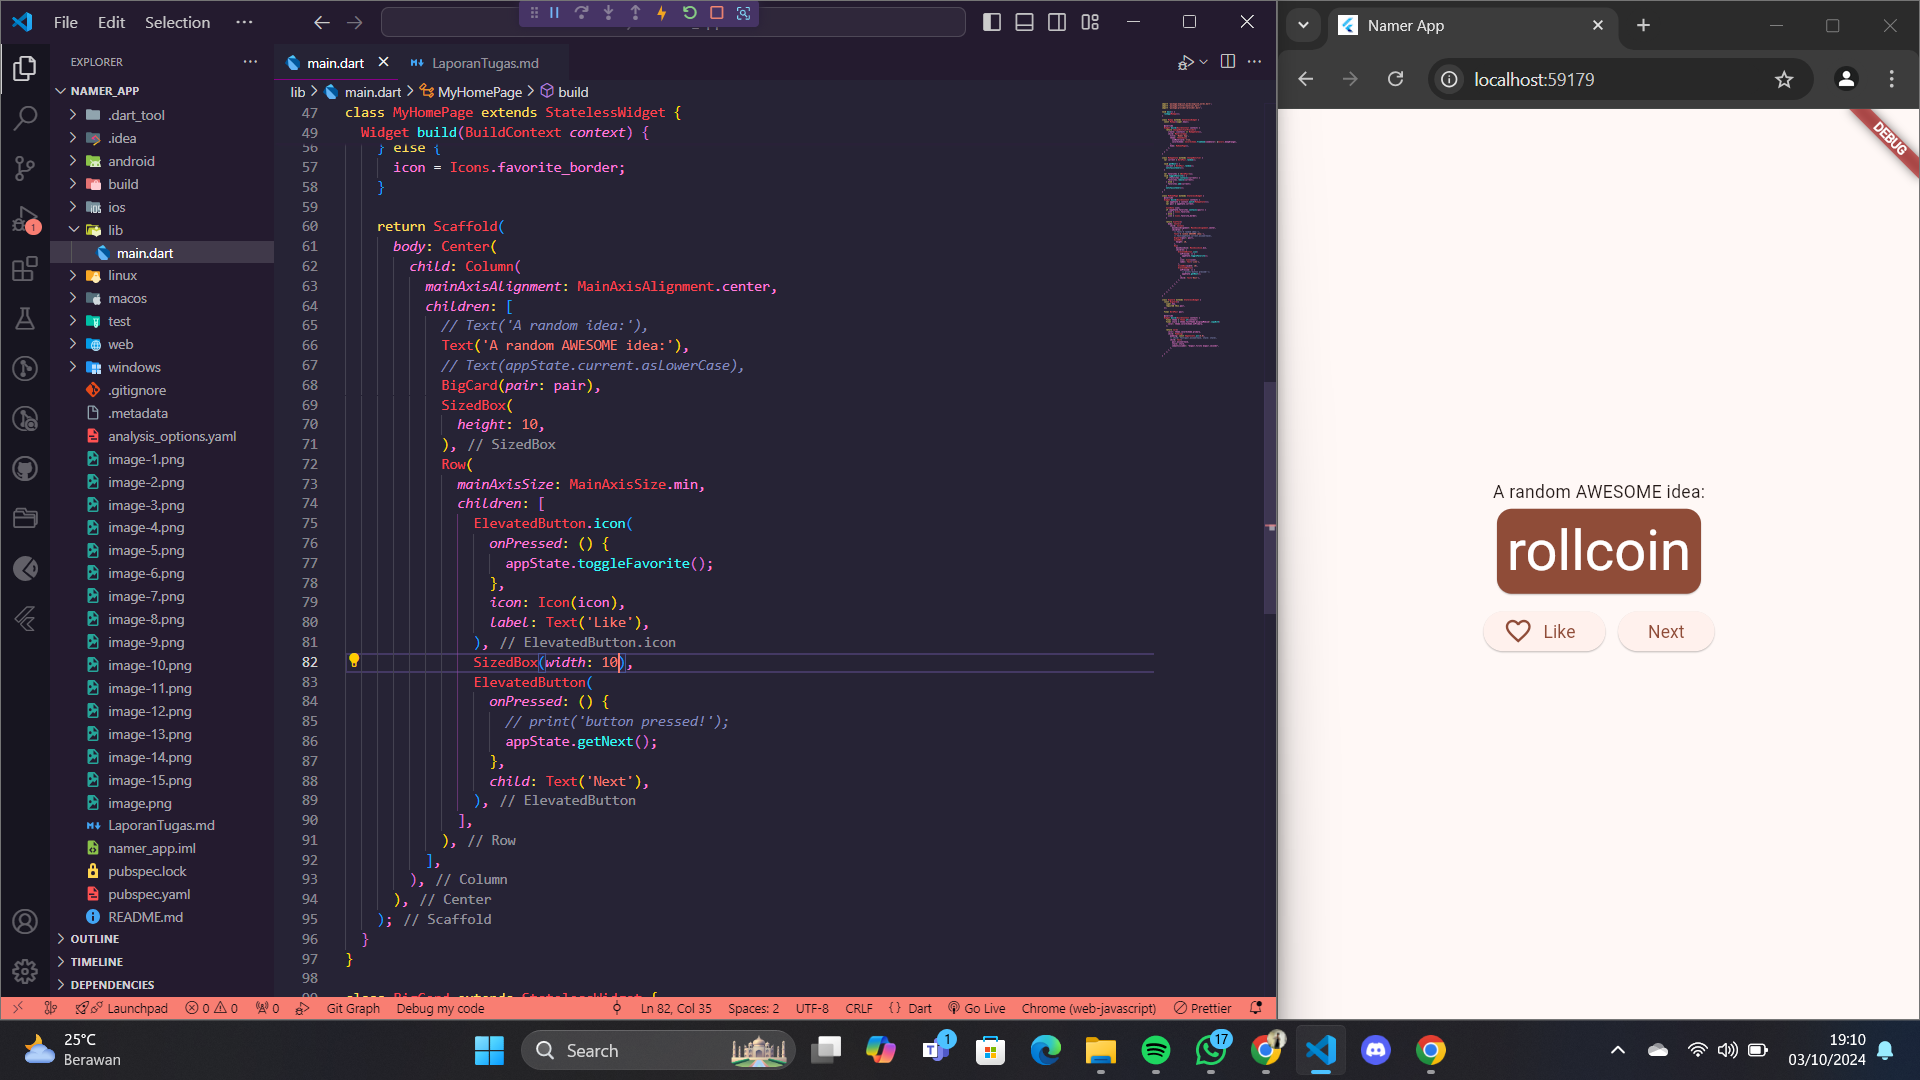 File Edit Selection ···
EXPLORER
NAMER_APP
.dart_tool
.idea
android
build
ios
lib
main.dart
linux
macos
test
web
windows
.gitignore
.metadata
analysis_options.yaml
image-1.png
image-2.png
image-3.png
image-4.png
image-5.png
image-6.png
image-7.png
image-8.png
image-9.png
image-10.png
image-11.png
image-12.png
image-13.png
image-14.png
image-15.png
image.png
LaporanTugas.md
namer_app.iml
pubspec.lock
pubspec.yaml
README.md
OUTLINE
TIMELINE
DEPENDENCIES
1
main.dart LaporanTugas.md
lib > main.dart > MyHomePage > build
47 class MyHomePage extends StatelessWidget {
49 Widget build(BuildContext context) {
56 } else {
57 icon = Icons.favorite_border;
58 }
59
60 return Scaffold(
61 body: Center(
62 child: Column(
63 mainAxisAlignment: MainAxisAlignment.center,
64 children: [
65 // Text('A random idea:'),
66 Text('A random AWESOME idea:'),
67 // Text(appState.current.asLowerCase),
68 BigCard(pair: pair),
69 SizedBox(
70 height: 10,
71 ), // SizedBox
72 Row(
73 mainAxisSize: MainAxisSize.min,
74 children: [
75 ElevatedButton.icon(
76 onPressed: () {
77 appState.toggleFavorite();
78 },
79 icon: Icon(icon),
80 label: Text('Like'),
81 ), // ElevatedButton.icon
82 SizedBox(width: 10),
83 ElevatedButton(
84 onPressed: () {
85 // print('button pressed!');
86 appState.getNext();
87 },
88 child: Text('Next'),
89 ), // ElevatedButton
90 ],
91 ), // Row
92 ],
93 ), // Column
94 ), // Center
95 ); // Scaffold
96 }
97 }
98
99 class BigCard extends StatelessWidget {
Launchpad 0 0 0 Git Graph Debug my code Ln 82, Col 35 Spaces: 2 UTF-8 CRLF {} Dart Go Live Chrome (web-javascript) Prettier
Namer App
localhost:59179
DEBUG
A random AWESOME idea:
rollcoin
Like Next
25°C
Berawan
Search
1
17
19:10
03/10/2024